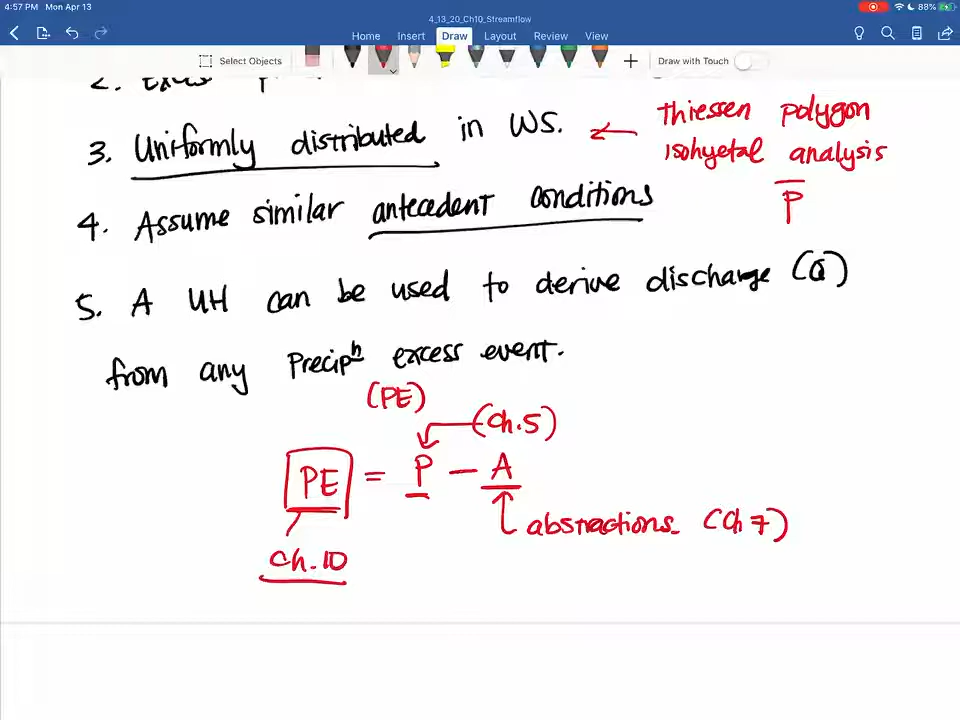 4:57 PM Mon Apr 13
88%
4_13_20_Ch10_Streamflow
Home Insert Draw Layout Review View
Select Objects
Draw with Touch
2.
3. Uniformly distributed in WS.
Thiessen polygon
isohyetal analysis
P
4. Assume similar antecedent conditions
5. A UH can be used to derive discharge (Q)
from any Precipⁿ excess event.
(PE)
(Ch.5)
PE = P - A
abstractions. (Ch 7)
Ch.10